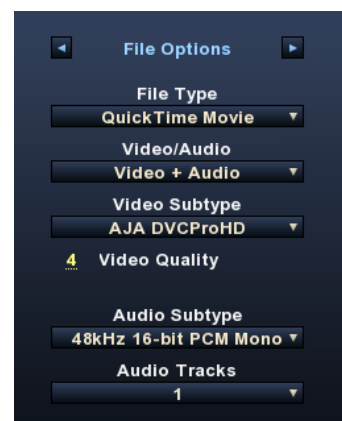 File Options
File Type
QuickTime Movie
Video/Audio
Video + Audio
Video Subtype
AJA DVCProHD
4 Video Quality
Audio Subtype
48kHz 16-bit PCM Mono
Audio Tracks
1